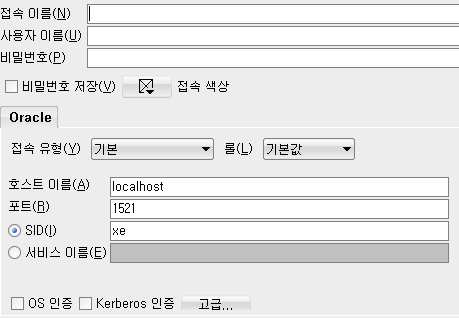 접속 이름(N)
사용자 이름(U)
비밀번호(P)
비밀번호 저장(V) 접속 색상
Oracle
접속 유형(Y) 기본 롤(L) 기본값
호스트 이름(A) localhost
포트(R) 1521
SID(I) xe
서비스 이름(E)
OS 인증 Kerberos 인증 고급...